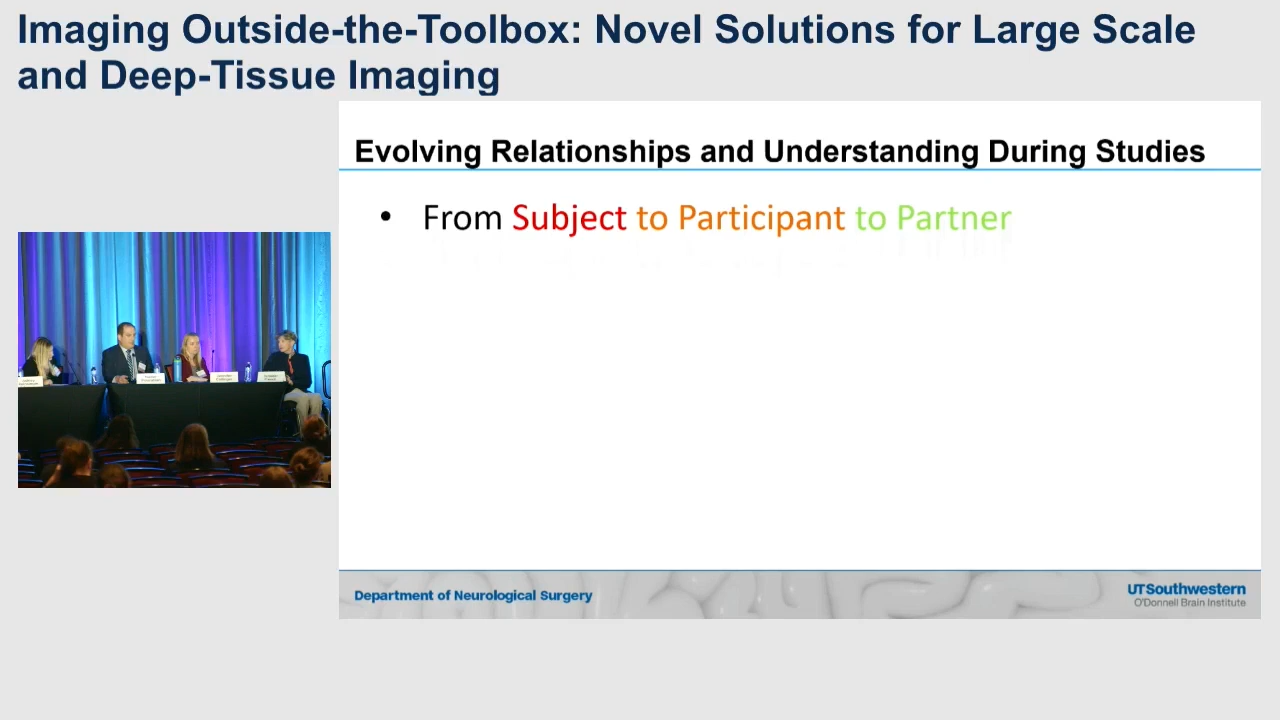 Imaging Outside-the-Toolbox: Novel Solutions for Large Scale
and Deep-Tissue Imaging
Evolving Relationships and Understanding During Studies
• From Subject to Participant to Partner
Department of Neurological Surgery
UTSouthwestern
O'Donnell Brain Institute